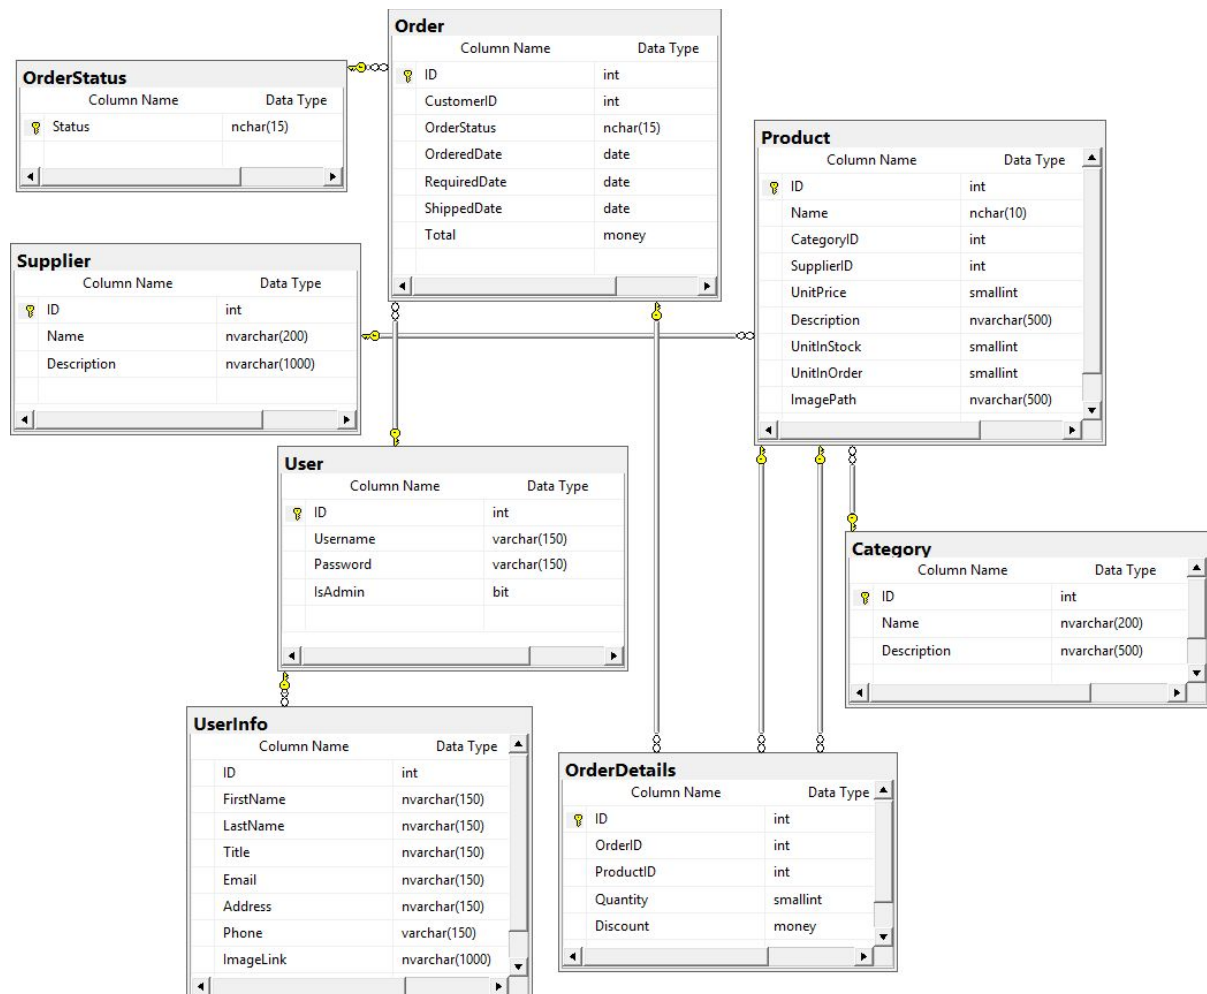 Order
Column Name Data Type
ID int
CustomerID int
OrderStatus nchar(15)
OrderedDate date
RequiredDate date
ShippedDate date
Total money
OrderStatus
Column Name Data Type
Status nchar(15)
Product
Column Name Data Type
ID int
Name nchar(10)
CategoryID int
SupplierID int
UnitPrice smallint
Description nvarchar(500)
UnitInStock smallint
UnitInOrder smallint
ImagePath nvarchar(500)
Supplier
Column Name Data Type
ID int
Name nvarchar(200)
Description nvarchar(1000)
User
Column Name Data Type
ID int
Username varchar(150)
Password varchar(150)
IsAdmin bit
Category
Column Name Data Type
ID int
Name nvarchar(200)
Description nvarchar(500)
UserInfo
Column Name Data Type
ID int
FirstName nvarchar(150)
LastName nvarchar(150)
Title nvarchar(150)
Email nvarchar(150)
Address nvarchar(150)
Phone varchar(150)
ImageLink nvarchar(1000)
OrderDetails
Column Name Data Type
ID int
OrderID int
ProductID int
Quantity smallint
Discount money